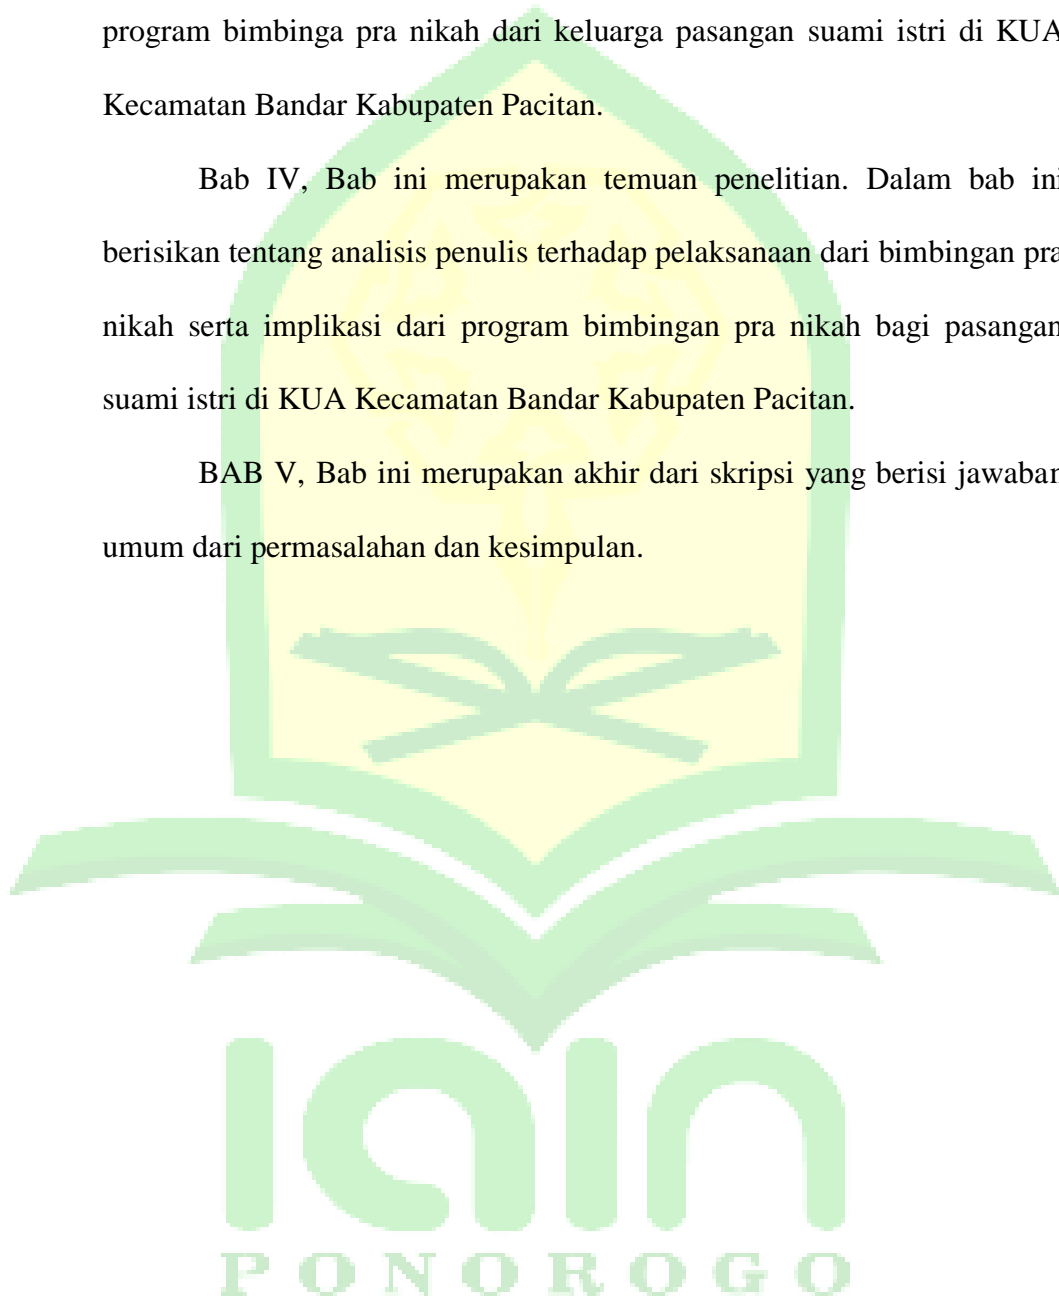 program bimbinga pra nikah dari keluarga pasangan suami istri di KUA
Kecamatan Bandar Kabupaten Pacitan.
Bab IV, Bab ini merupakan temuan penelitian. Dalam bab ini
berisikan tentang analisis penulis terhadap pelaksanaan dari bimbingan pra
nikah serta implikasi dari program bimbingan pra nikah bagi pasangan
suami istri di KUA Kecamatan Bandar Kabupaten Pacitan.
BAB V, Bab ini merupakan akhir dari skripsi yang berisi jawaban
umum dari permasalahan dan kesimpulan.
iain
PONOROGO